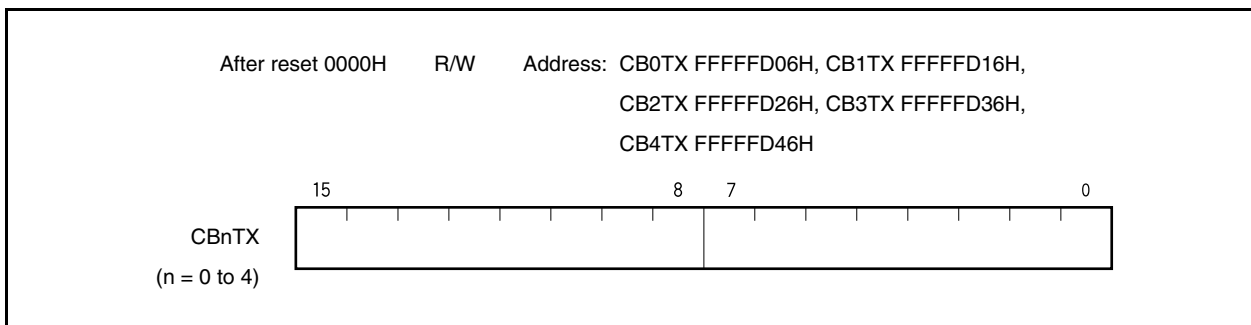 After reset 0000H R/W Address: CB0TX FFFFFD06H, CB1TX FFFFFD16H,
CB2TX FFFFFD26H, CB3TX FFFFFD36H,
CB4TX FFFFFD46H
15 8 7 0
CBnTX
(n = 0 to 4)